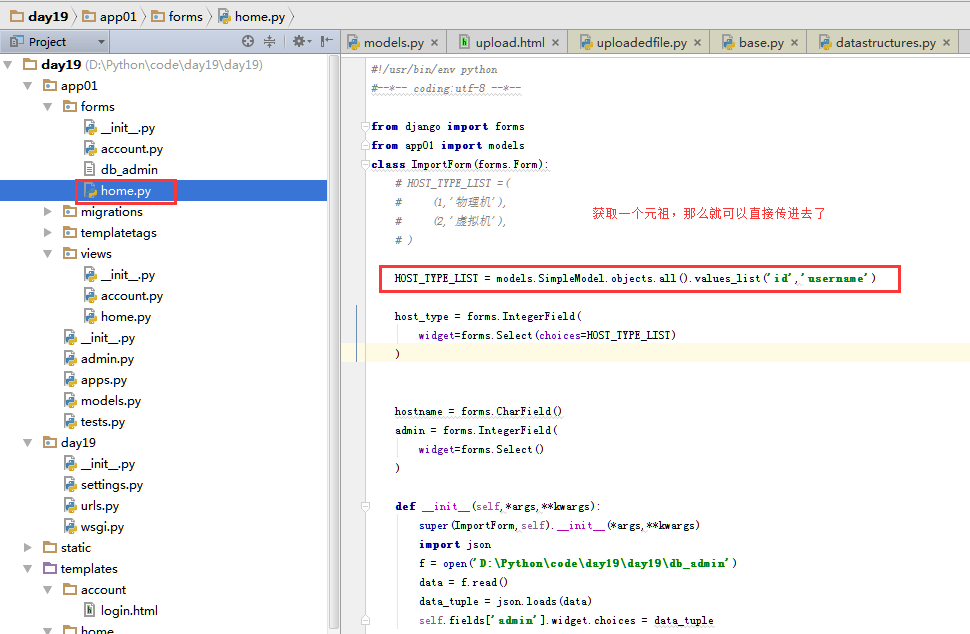 day19 app01 forms home.py
Project
models.py upload.html uploadedfile.py base.py datastructures.py
day19 (D:\Python\code\day19\day19)
app01
forms
__init__.py
account.py
db_admin
home.py
migrations
templatetags
views
__init__.py
account.py
home.py
__init__.py
admin.py
apps.py
models.py
tests.py
day19
__init__.py
settings.py
urls.py
wsgi.py
static
templates
account
login.html
home
#!/usr/bin/env python
#--*-- coding:utf-8 --*--
from django import forms
from app01 import models
class ImportForm(forms.Form):
# HOST_TYPE_LIST =(
# (1,'物理机'),
# (2,'虚拟机'),
# )
获取一个元祖，那么就可以直接传进去了
HOST_TYPE_LIST = models.SimpleModel.objects.all().values_list('id','username')
host_type = forms.IntegerField(
widget=forms.Select(choices=HOST_TYPE_LIST)
)
hostname = forms.CharField()
admin = forms.IntegerField(
widget=forms.Select()
)
def __init__(self,*args,**kwargs):
super(ImportForm,self).__init__(*args,**kwargs)
import json
f = open('D:\Python\code\day19\day19\db_admin')
data = f.read()
data_tuple = json.loads(data)
self.fields['admin'].widget.choices = data_tuple